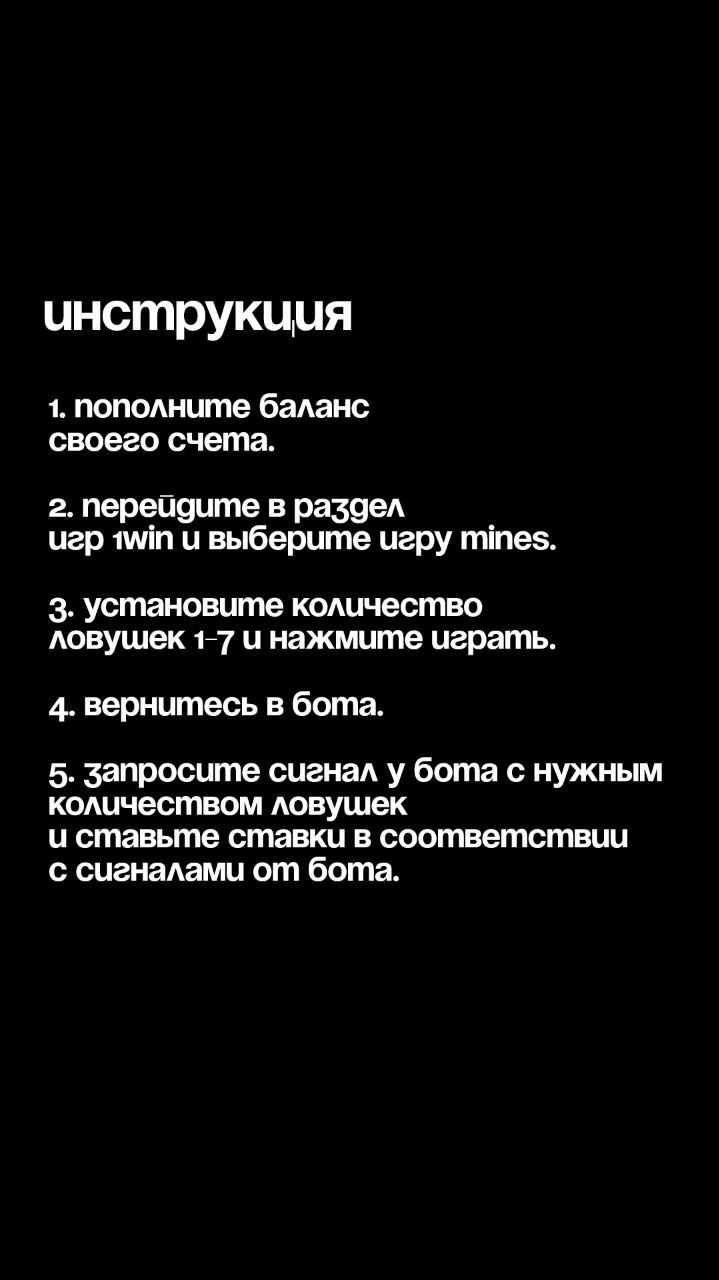 инструкция
1. пополните баланс
своего счета.
2. перейдите в раздел
игр 1win и выберите игру mines.
3. установите количество
ловушек 1-7 и нажмите играть.
4. вернитесь в бота.
5. запросите сигнал у бота с нужным
количеством ловушек
и ставьте ставки в соответствии
с сигналами от бота.